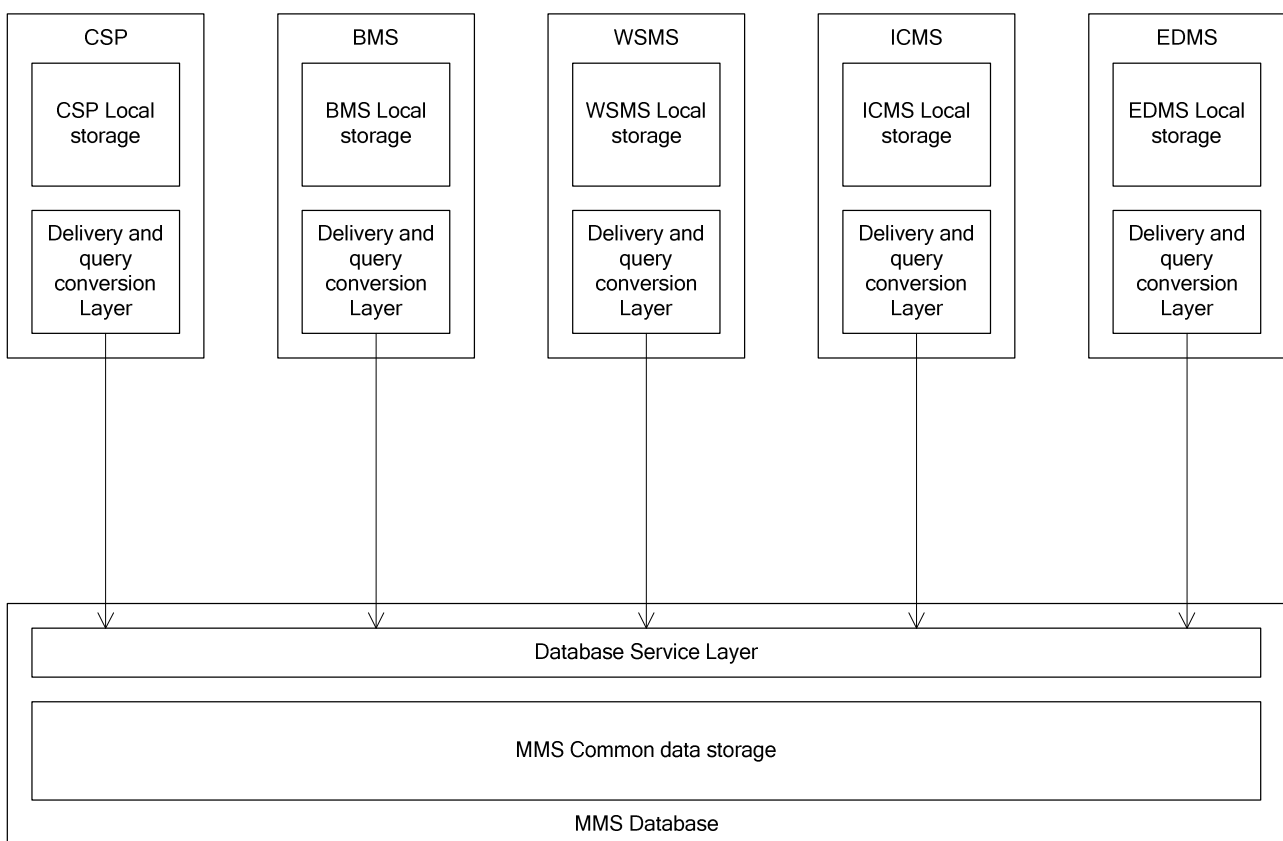 CSP
CSP Local
storage
Delivery and
query
conversion
Layer
BMS
BMS Local
storage
Delivery and
query
conversion
Layer
WSMS
WSMS Local
storage
Delivery and
query
conversion
Layer
ICMS
ICMS Local
storage
Delivery and
query
conversion
Layer
EDMS
EDMS Local
storage
Delivery and
query
conversion
Layer
Database Service Layer
MMS Common data storage
MMS Database